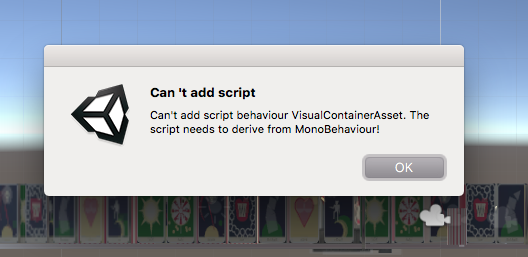 Can 't add script
Can't add script behaviour VisualContainerAsset. The
script needs to derive from MonoBehaviour!
OK